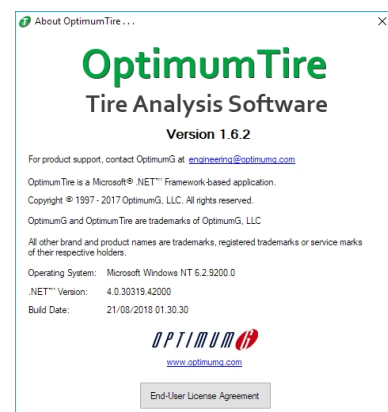 About OptimumTire . . .
OptimumTire
Tire Analysis Software
Version 1.6.2
For product support, contact OptimumG at engineering@optimumg.com
OptimumTire is a Microsoft® .NET™ Framework-based application.
Copyright © 1997 - 2017 OptimumG, LLC. All rights reserved.
OptimumG and OptimumTire are trademarks of OptimumG, LLC
All other brand and product names are trademarks, registered trademarks or service marks
of their respective holders.
Operating System: Microsoft Windows NT 6.2.9200.0
.NET™ Version: 4.0.30319.42000
Build Date: 21/08/2018 01.30.30
OPTIMUM G
www.optimumg.com
End-User License Agreement